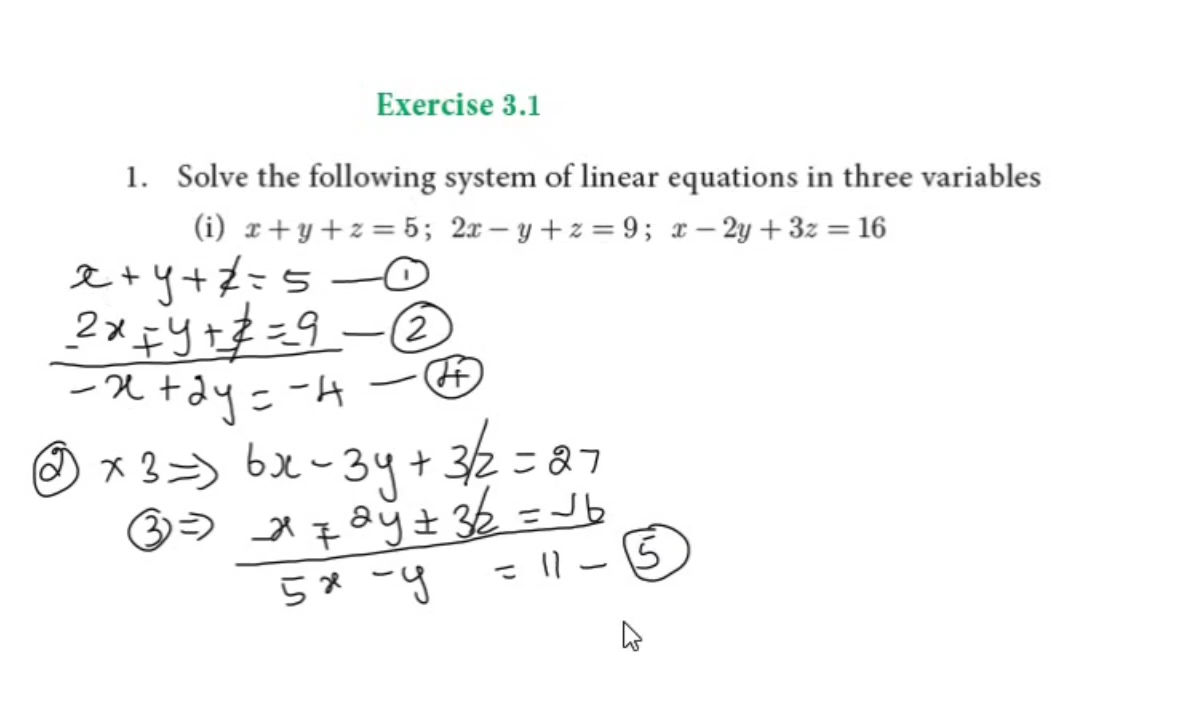 Exercise 3.1
1. Solve the following system of linear equations in three variables
(i) x + y + z = 5; 2x − y + z = 9; x − 2y + 3z = 16
x + y + z = 5 — ①
2x ∓ y + z = 9 — ②
-x + 2y = -4 — ④
② × 3 ⇒ 6x - 3y + 3z = 27
③ ⇒ x ∓ 2y ± 3z = 16
5x - y = 11 - ⑤